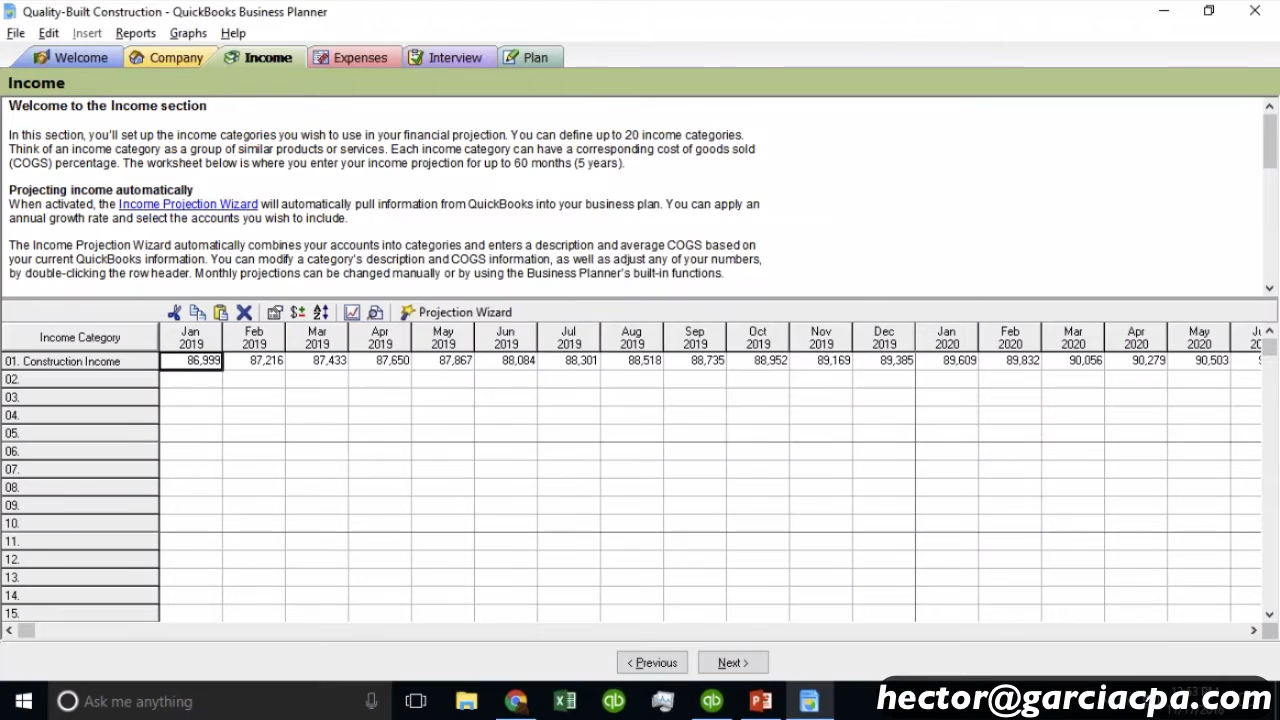 Quality-Built Construction - QuickBooks Business Planner
File Edit Insert Reports Graphs Help
Welcome Company Income Expenses Interview Plan
Income
Welcome to the Income section
In this section, you'll set up the income categories you wish to use in your financial projection. You can define up to 20 income categories.
Think of an income category as a group of similar products or services. Each income category can have a corresponding cost of goods sold
(COGS) percentage. The worksheet below is where you enter your income projection for up to 60 months (5 years).
Projecting income automatically
When activated, the Income Projection Wizard will automatically pull information from QuickBooks into your business plan. You can apply an
annual growth rate and select the accounts you wish to include.
The Income Projection Wizard automatically combines your accounts into categories and enters a description and average COGS based on
your current QuickBooks information. You can modify a category's description and COGS information, as well as adjust any of your numbers,
by double-clicking the row header. Monthly projections can be changed manually or by using the Business Planner's built-in functions.
Projection Wizard
Income Category Jan 2019 Feb 2019 Mar 2019 Apr 2019 May 2019 Jun 2019 Jul 2019 Aug 2019 Sep 2019 Oct 2019 Nov 2019 Dec 2019 Jan 2020 Feb 2020 Mar 2020 Apr 2020 May 2020
01. Construction Income 86,999 87,216 87,433 87,650 87,867 88,084 88,301 88,518 88,735 88,952 89,169 89,385 89,609 89,832 90,056 90,279 90,503
02.
03.
04.
05.
06.
07.
08.
09.
10.
11.
12.
13.
14.
15.
< Previous Next >
Ask me anything
hector@garciacpa.com